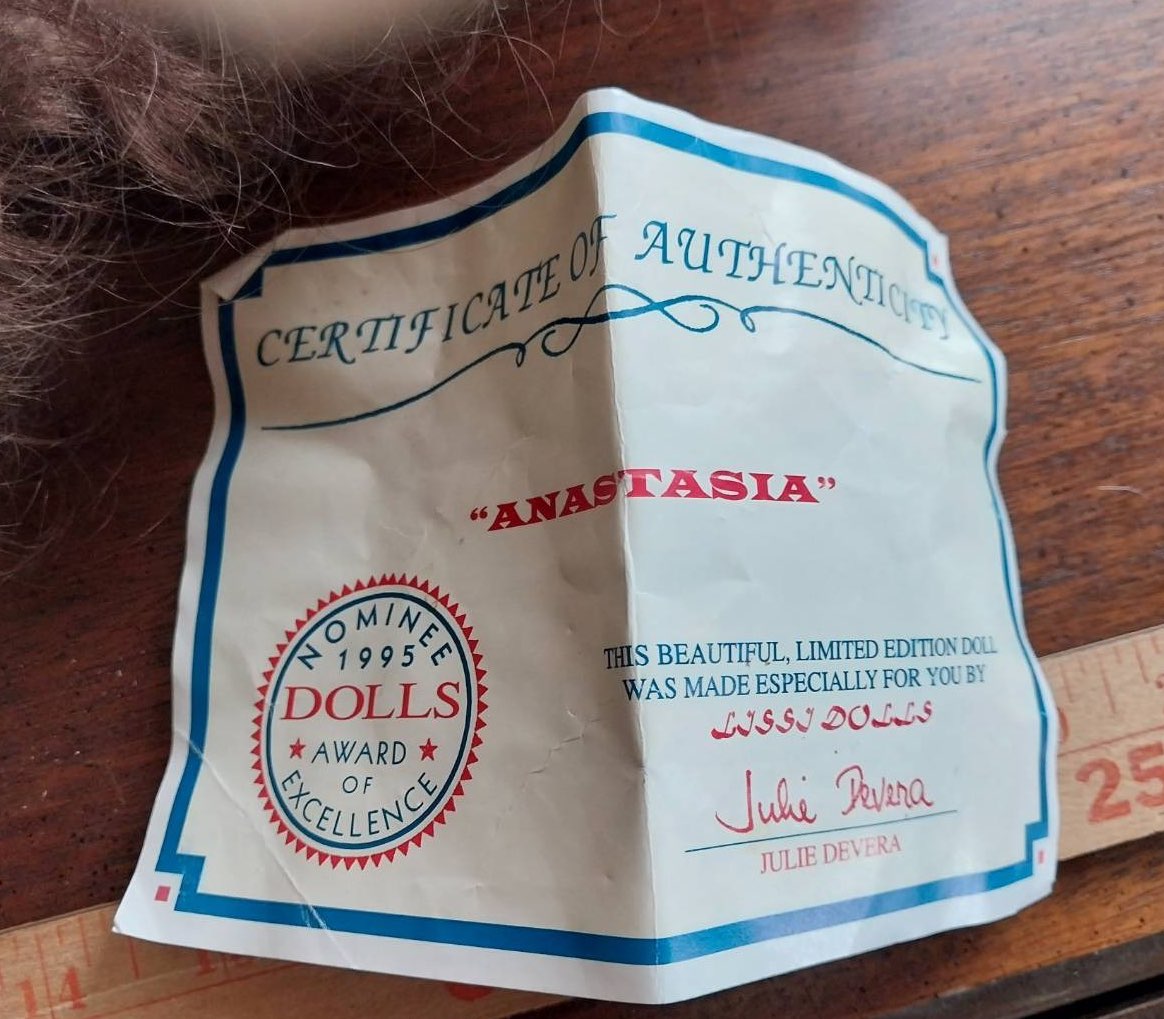 CERTIFICATE OF AUTHENTICITY
“ANASTASIA”
NOMINEE
1995
DOLLS
AWARD
OF
EXCELLENCE
THIS BEAUTIFUL, LIMITED EDITION DOLL
WAS MADE ESPECIALLY FOR YOU BY
LISSI DOLLS
Julie Devera
JULIE DEVERA
25
14